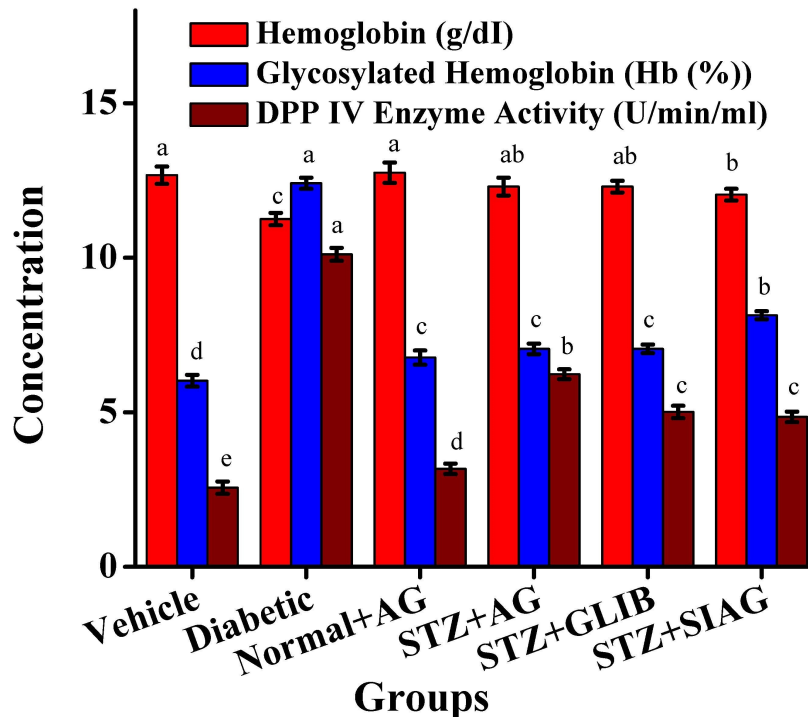 Hemoglobin (g/dI)
Glycosylated Hemoglobin (Hb (%))
DPP IV Enzyme Activity (U/min/ml)
Concentration
15
10
5
0
a
d
e
c
a
a
a
c
d
ab
c
b
ab
c
c
b
b
c
Vehicle
Diabetic
Normal+AG
STZ+AG
STZ+GLIB
STZ+SIAG
Groups